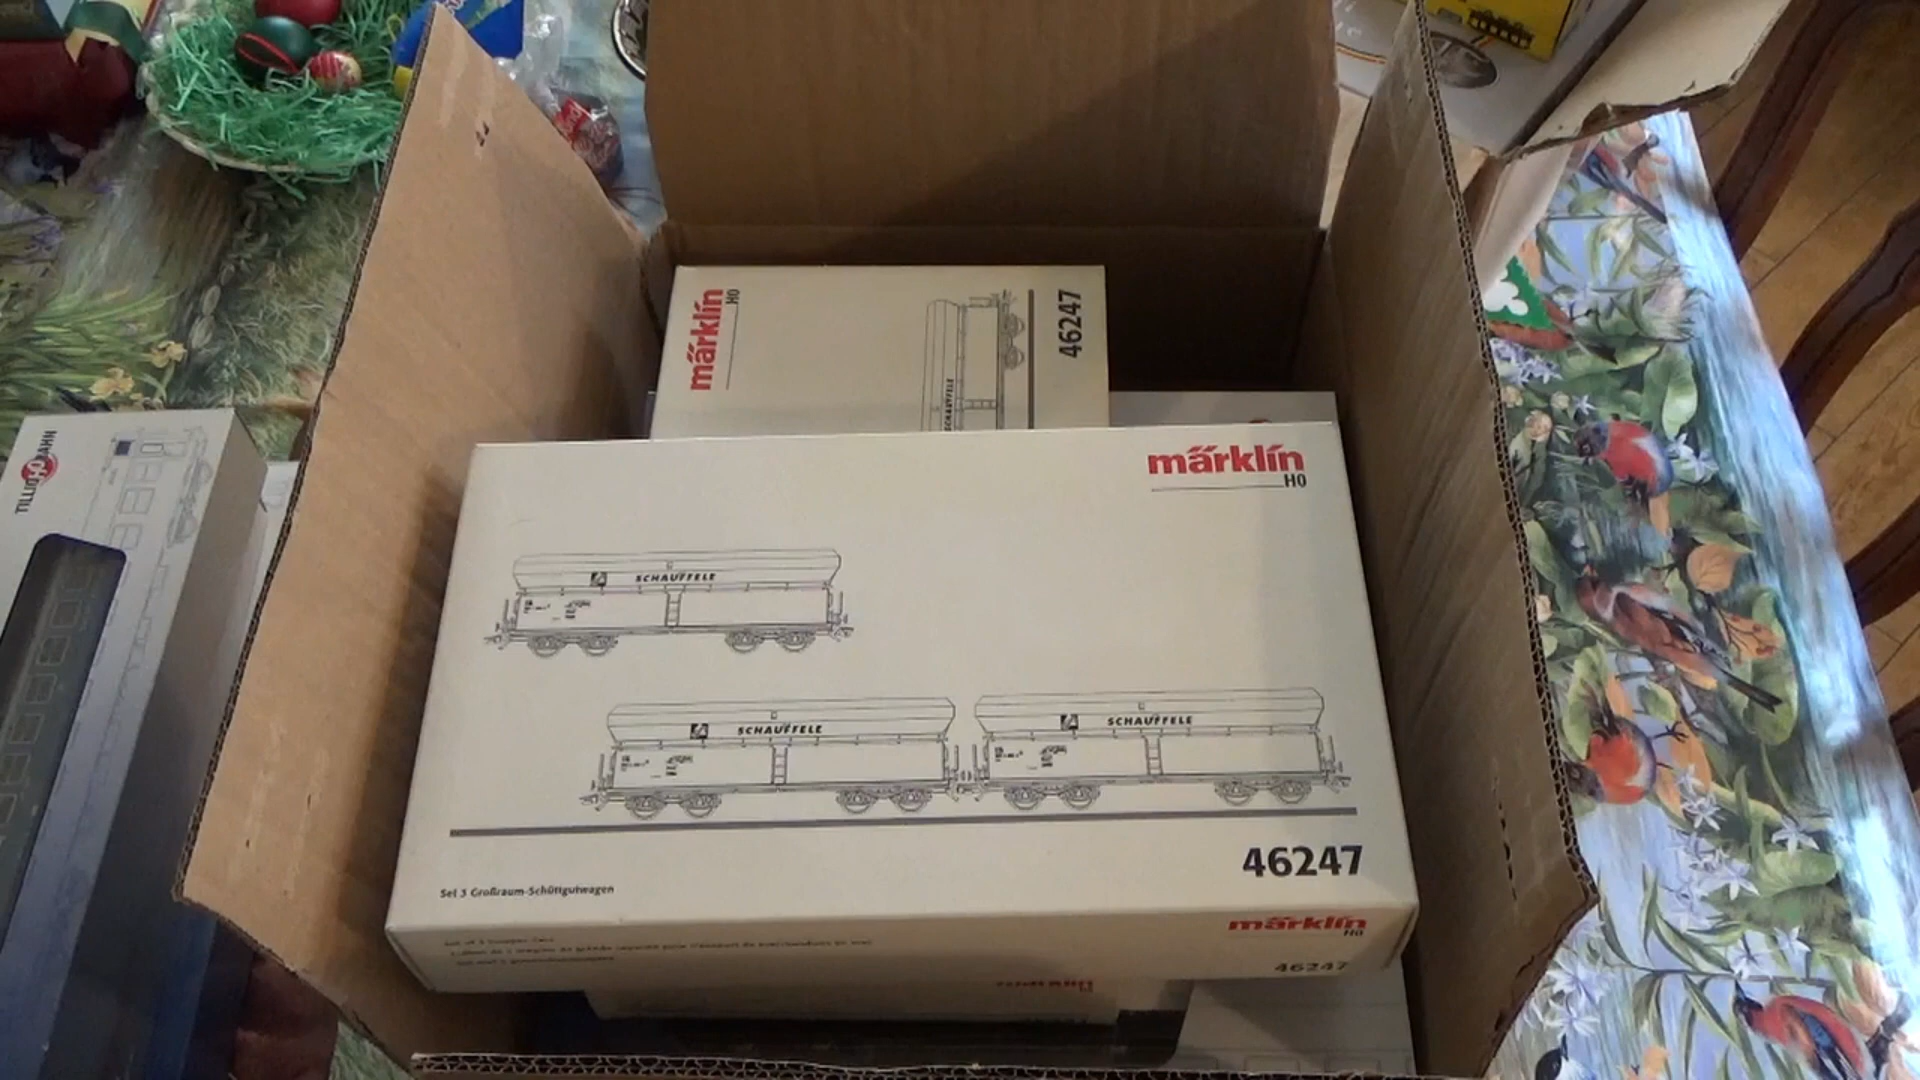 TILLIG H0 BAHN
märklin
H0
46247
SCHAUFFELE
märklin
H0
SCHAUFFELE
SCHAUFFELE
SCHAUFFELE
46247
Set 3 Großraum-Schüttgutwagen
märklin
H0
46247